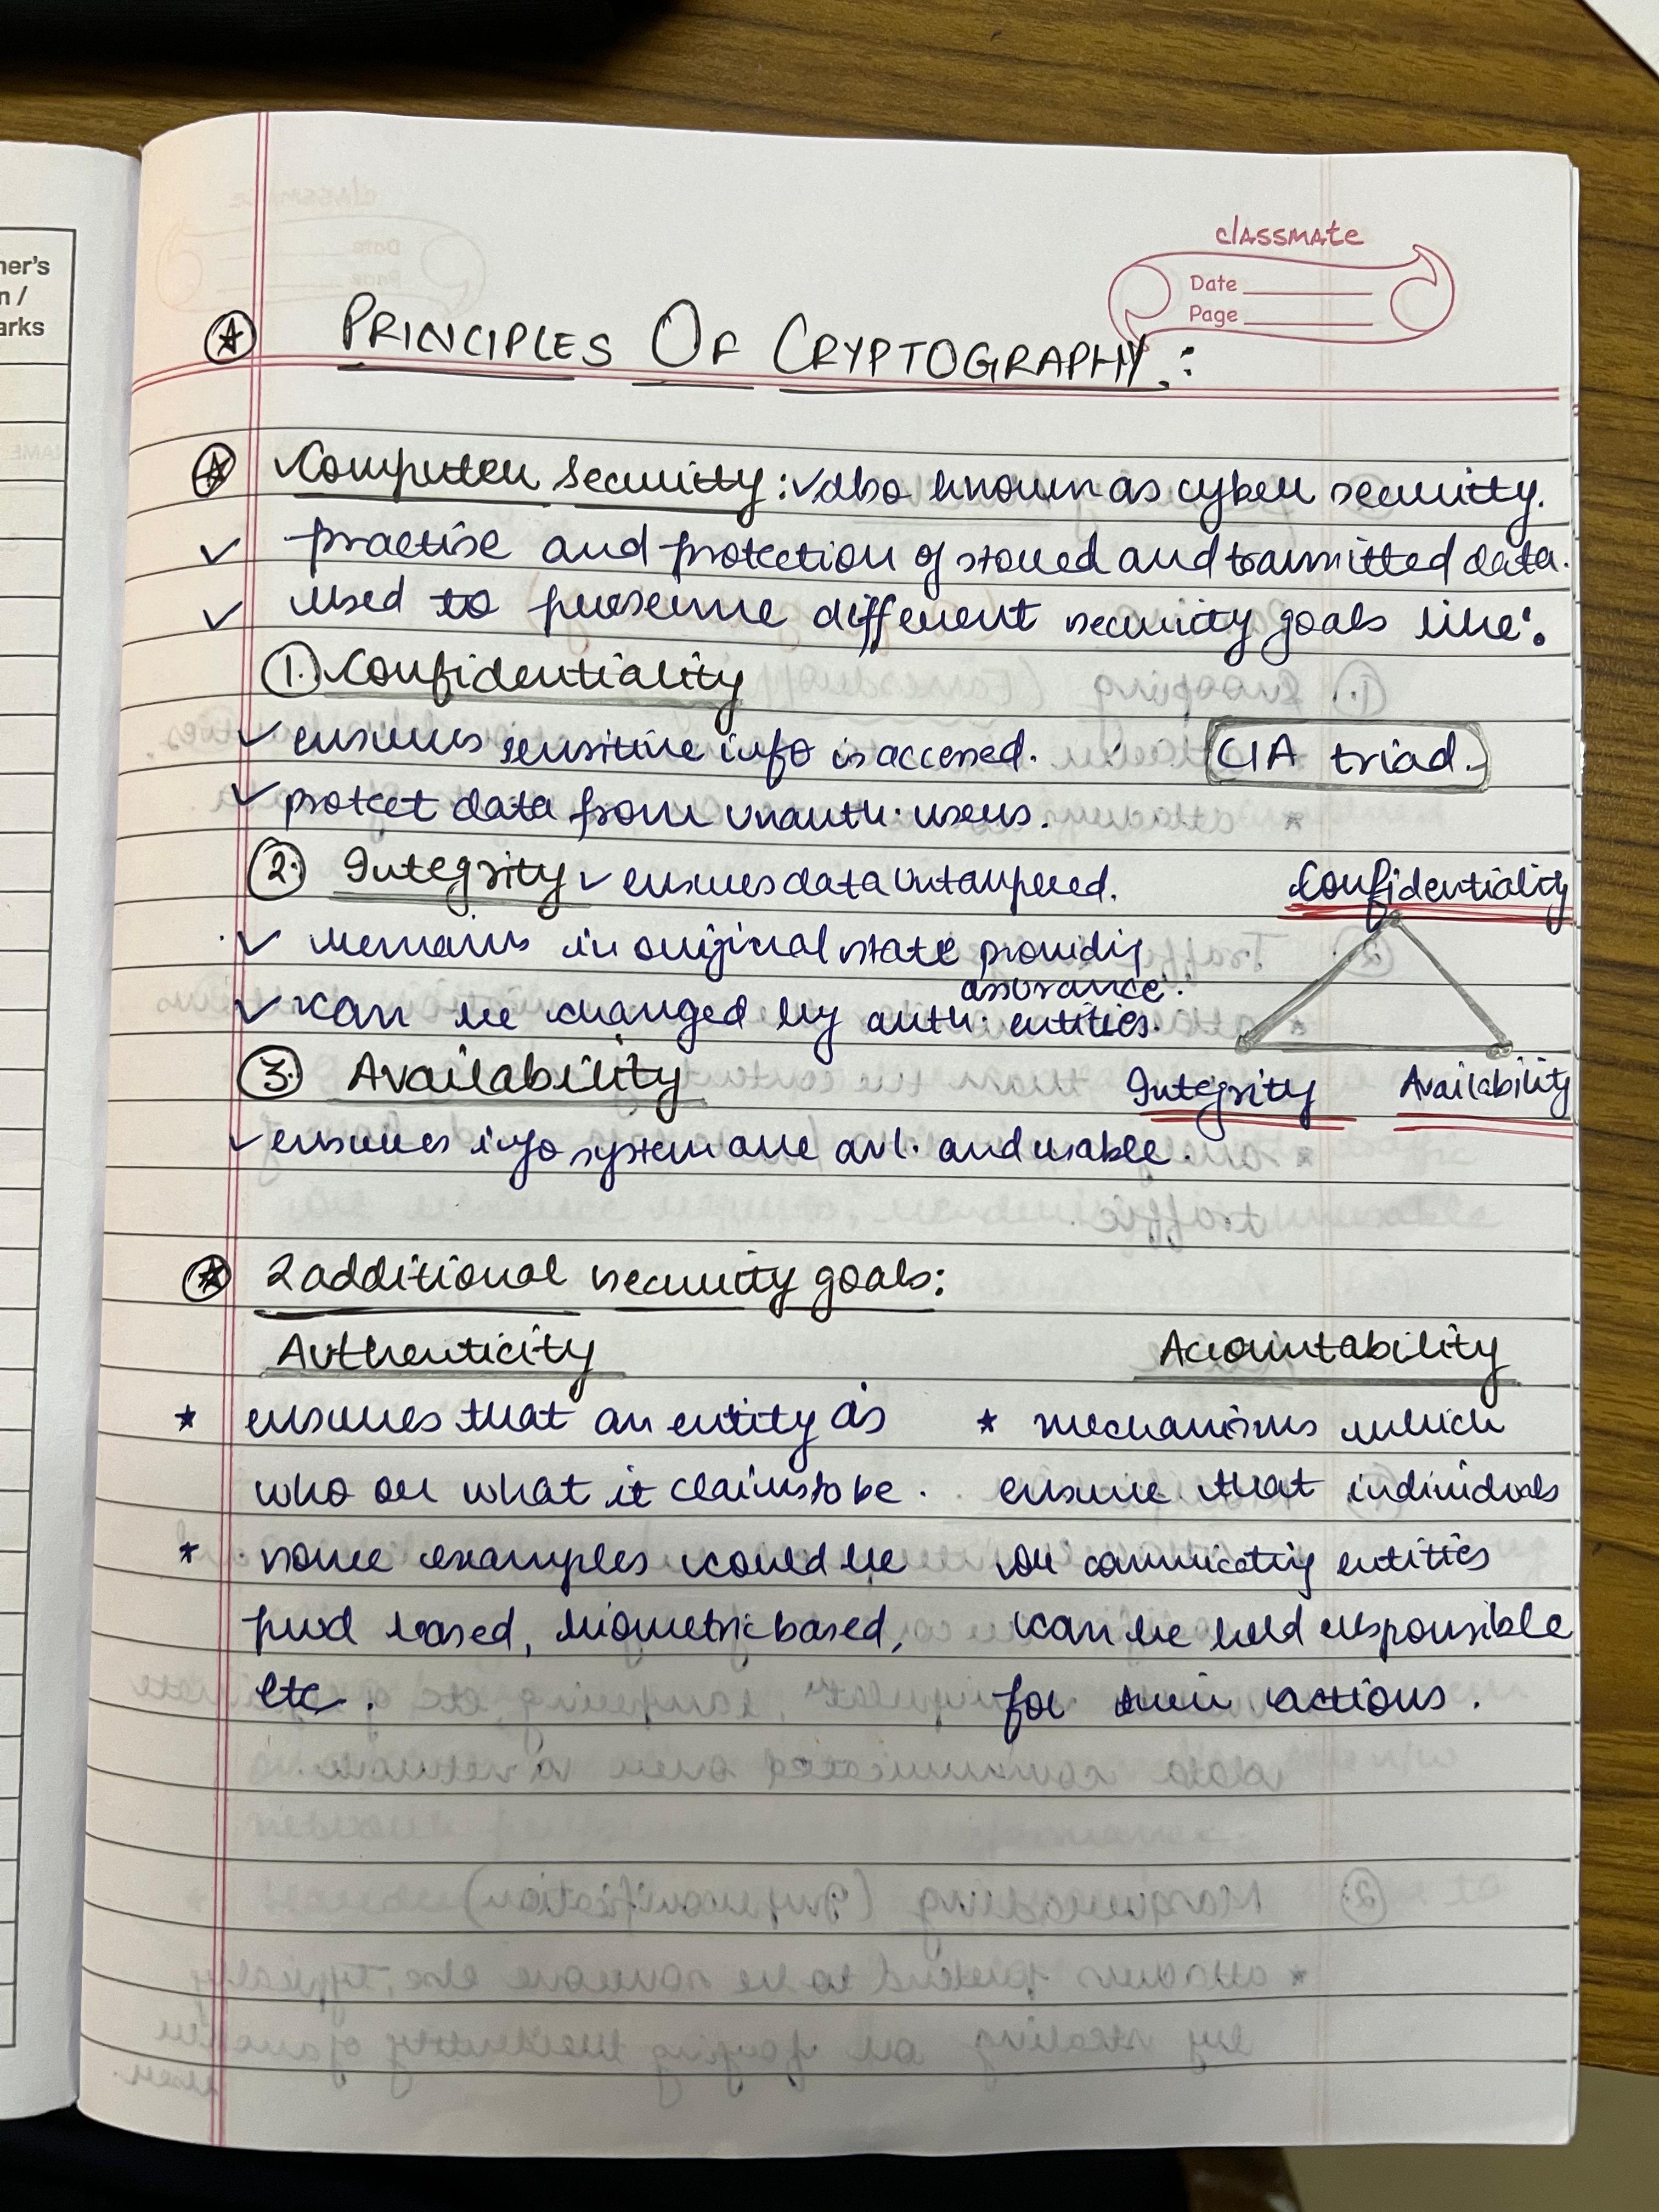 classmate
Date
Page
PRINCIPLES OF CRYPTOGRAPHY :
Computer Security : ✓ also known as cyber security.
✓ practise and protection of stored and transmitted data.
✓ used to preserve different security goals like:
1. Confidentiality
✓ ensures sensitive info is accessed.
CIA triad.
✓ protect data from unauth. users.
2. Integrity ✓ ensures data untampered.
✓ remains in original state providig
assurance.
✓ can be changed by auth. entities.
Confidentiality
Integrity
Availability
3. Availability
✓ ensures info system are avl. and usable.
2 additional security goals:
Authenticity
* ensures that an entity is
who or what it claims to be.
* some examples could be
pwd based, biometric based,
etc.
Accountability
* mechanisms which
ensure that individuals
or commicatig entities
can be held responsible
for their actions.
ner's
n /
arks